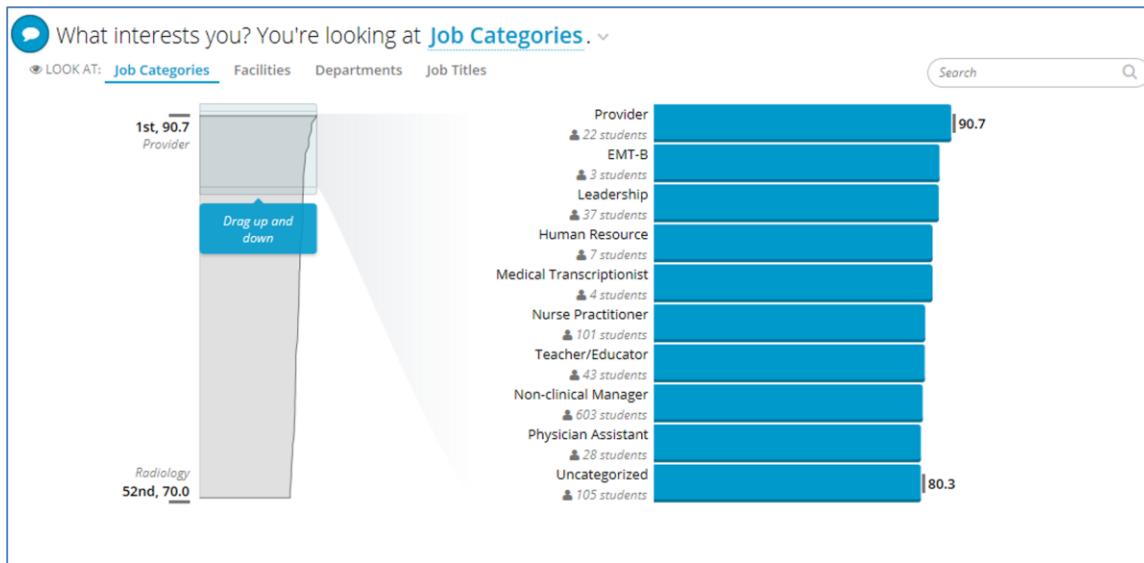 What interests you? You're looking at Job Categories.
LOOK AT: Job Categories Facilities Departments Job Titles
Search
1st, 90.7
Provider
Drag up and
down
Radiology
52nd, 70.0
Provider
22 students
90.7
EMT-B
3 students
Leadership
37 students
Human Resource
7 students
Medical Transcriptionist
4 students
Nurse Practitioner
101 students
Teacher/Educator
43 students
Non-clinical Manager
603 students
Physician Assistant
28 students
Uncategorized
105 students
80.3